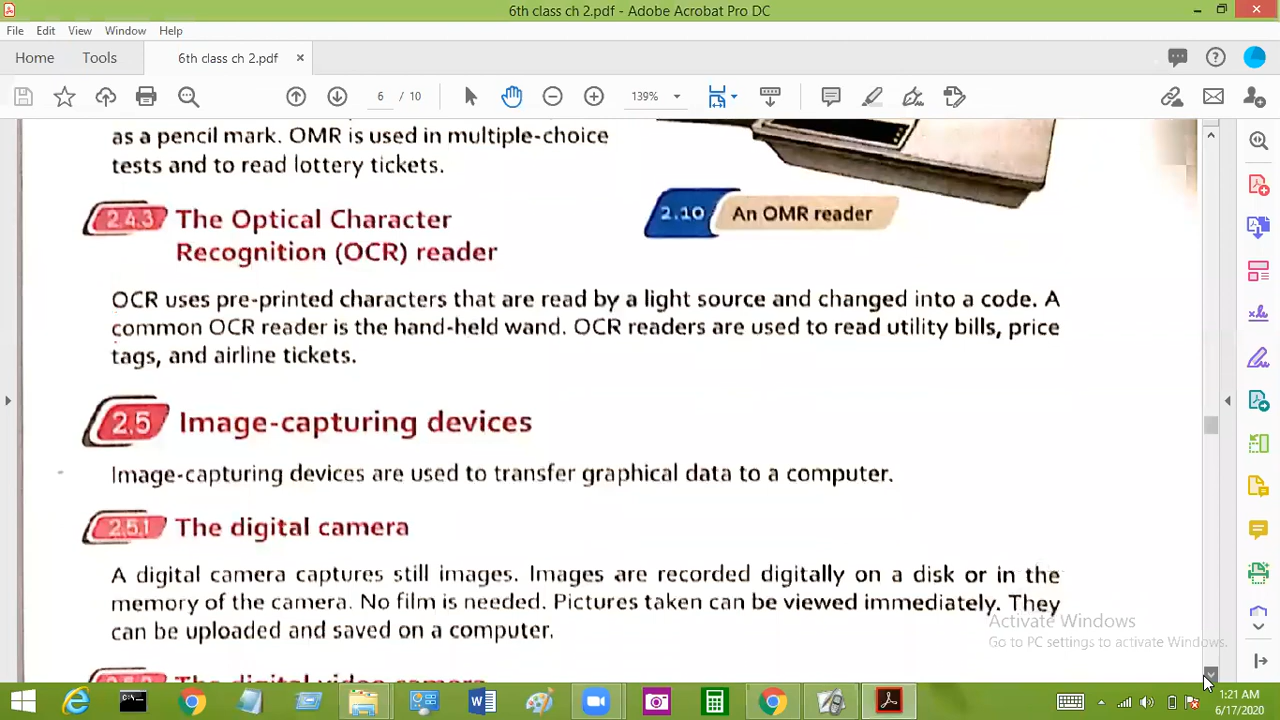 6th class ch 2.pdf - Adobe Acrobat Pro DC
File Edit View Window Help
Home Tools 6th class ch 2.pdf ×
6 / 10 139%
as a pencil mark. OMR is used in multiple-choice
tests and to read lottery tickets.
2.10 An OMR reader
2.4.3 The Optical Character
Recognition (OCR) reader
OCR uses pre-printed characters that are read by a light source and changed into a code. A
common OCR reader is the hand-held wand. OCR readers are used to read utility bills, price
tags, and airline tickets.
2.5 Image-capturing devices
Image-capturing devices are used to transfer graphical data to a computer.
2.5.1 The digital camera
A digital camera captures still images. Images are recorded digitally on a disk or in the
memory of the camera. No film is needed. Pictures taken can be viewed immediately. They
can be uploaded and saved on a computer.
Activate Windows
Go to PC settings to activate Windows.
The digital video camera
1:21 AM
6/17/2020